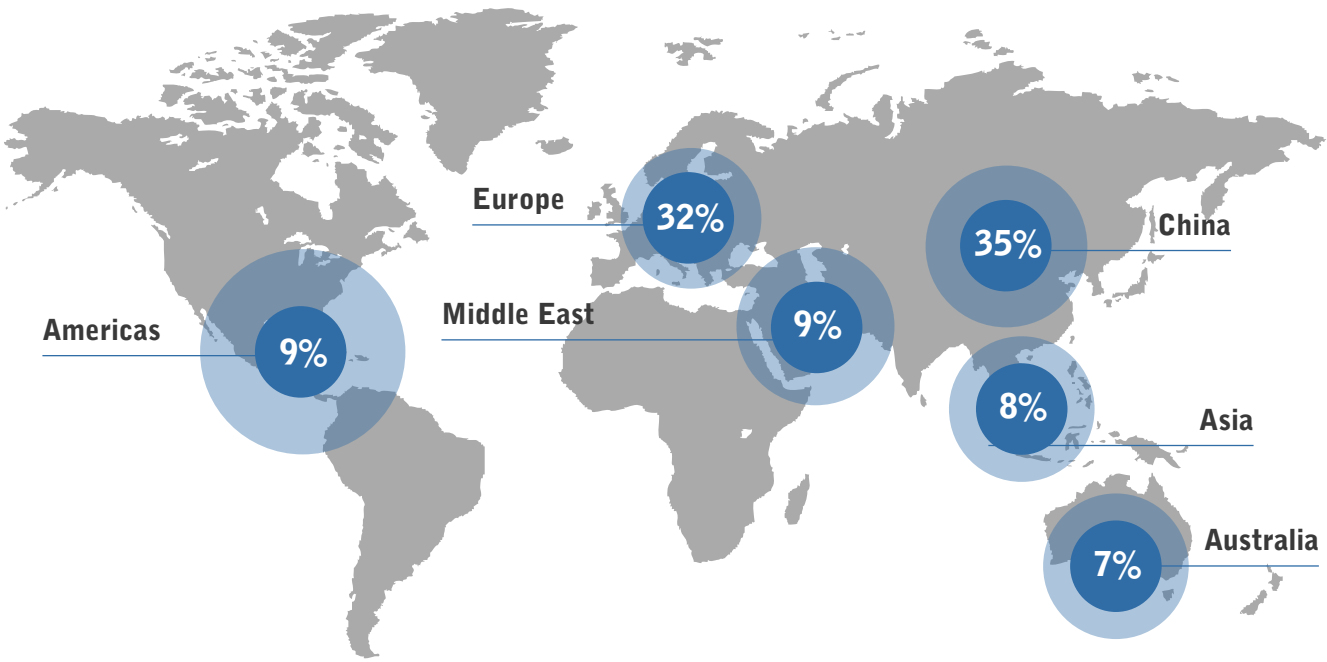 Europe
32%
China
35%
Middle East
9%
Americas
9%
Asia
8%
Australia
7%